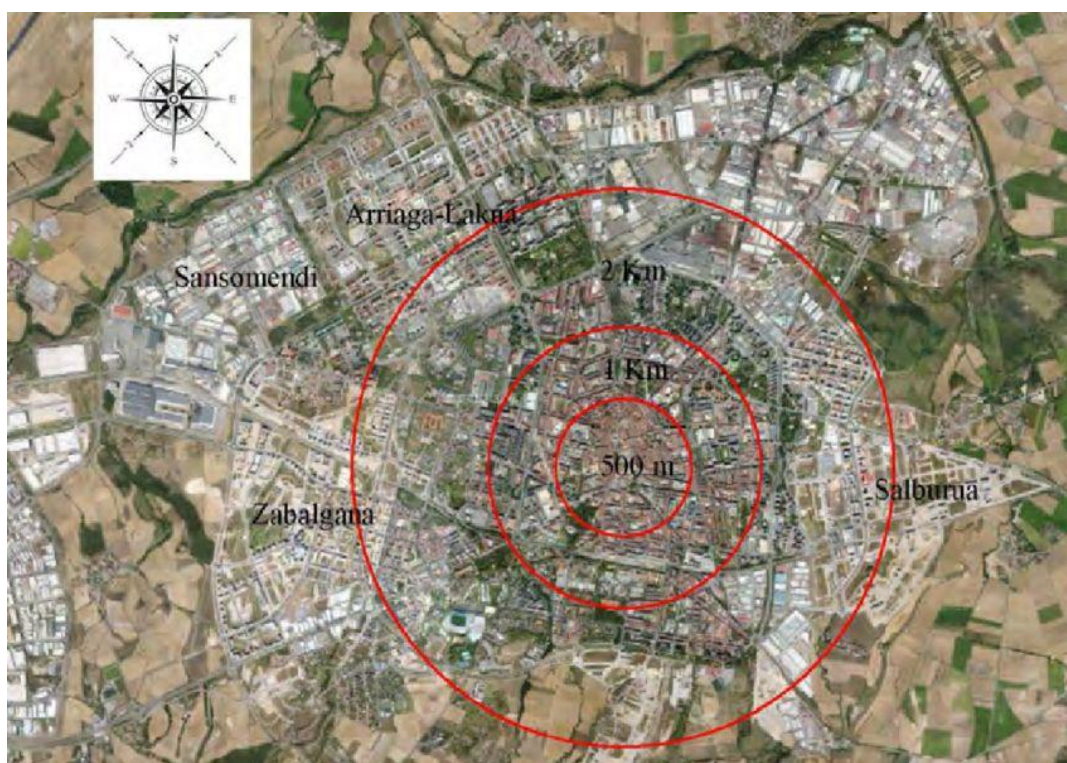 N
W
E
S
Arriaga-Lakua
Sansomendi
2 Km
1 Km
500 m
Salburua
Zabalgana